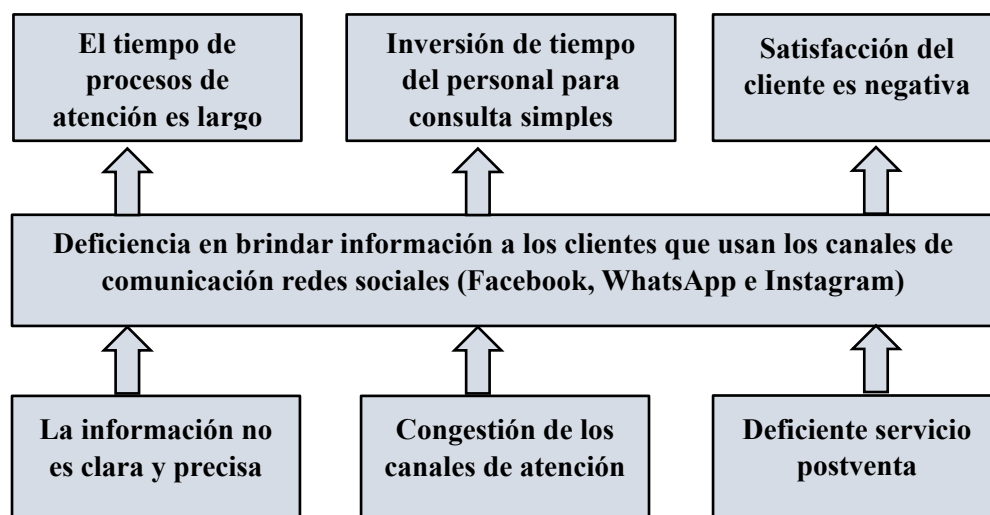 El tiempo de
procesos de
atención es largo
Inversión de tiempo
del personal para
consulta simples
Satisfacción del
cliente es negativa
Deficiencia en brindar información a los clientes que usan los canales de
comunicación redes sociales (Facebook, WhatsApp e Instagram)
La información no
es clara y precisa
Congestión de los
canales de atención
Deficiente servicio
postventa